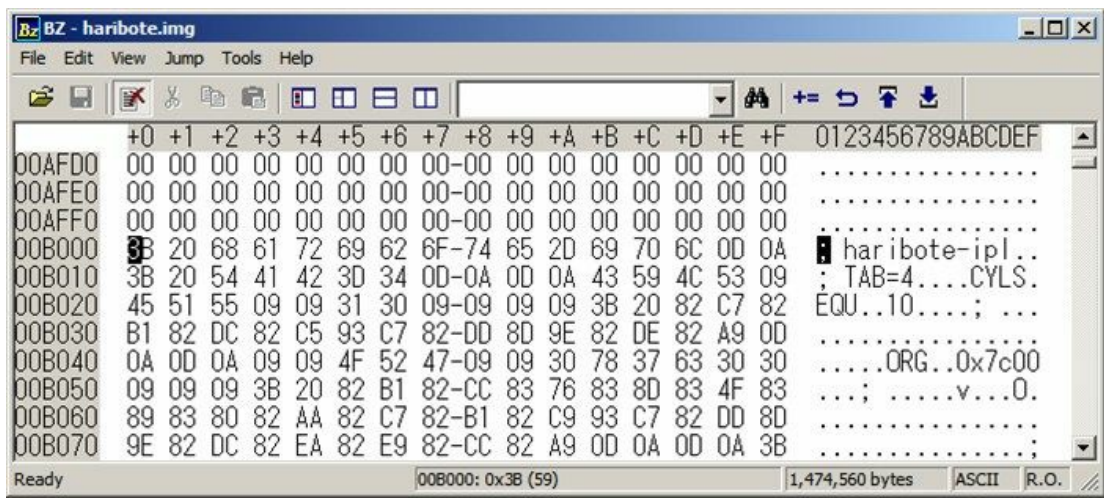 BZ - haribote.img
File Edit View Jump Tools Help
+0 +1 +2 +3 +4 +5 +6 +7 +8 +9 +A +B +C +D +E +F 0123456789ABCDEF
00AFD0 00 00 00 00 00 00 00 00-00 00 00 00 00 00 00 00 ................
00AFE0 00 00 00 00 00 00 00 00-00 00 00 00 00 00 00 00 ................
00AFF0 00 00 00 00 00 00 00 00-00 00 00 00 00 00 00 00 ................
00B000 3B 20 68 61 72 69 62 6F-74 65 2D 69 70 6C 0D 0A ; haribote-ipl..
00B010 3B 20 54 41 42 3D 34 0D-0A 0D 0A 43 59 4C 53 09 ; TAB=4....CYLS.
00B020 45 51 55 09 09 31 30 09-09 09 09 3B 20 82 C7 82 EQU..10....; ...
00B030 B1 82 DC 82 C5 93 C7 82-DD 8D 9E 82 DE 82 A9 0D ................
00B040 0A 0D 0A 09 09 4F 52 47-09 09 30 78 37 63 30 30 .....ORG..0x7c00
00B050 09 09 09 3B 20 82 B1 82-CC 83 76 83 8D 83 4F 83 ...; .....v...O.
00B060 89 83 80 82 AA 82 C7 82-B1 82 C9 93 C7 82 DD 8D ................
00B070 9E 82 DC 82 EA 82 E9 82-CC 82 A9 0D 0A 0D 0A 3B ...............;
Ready 00B000: 0x3B (59) 1,474,560 bytes ASCII R.O.